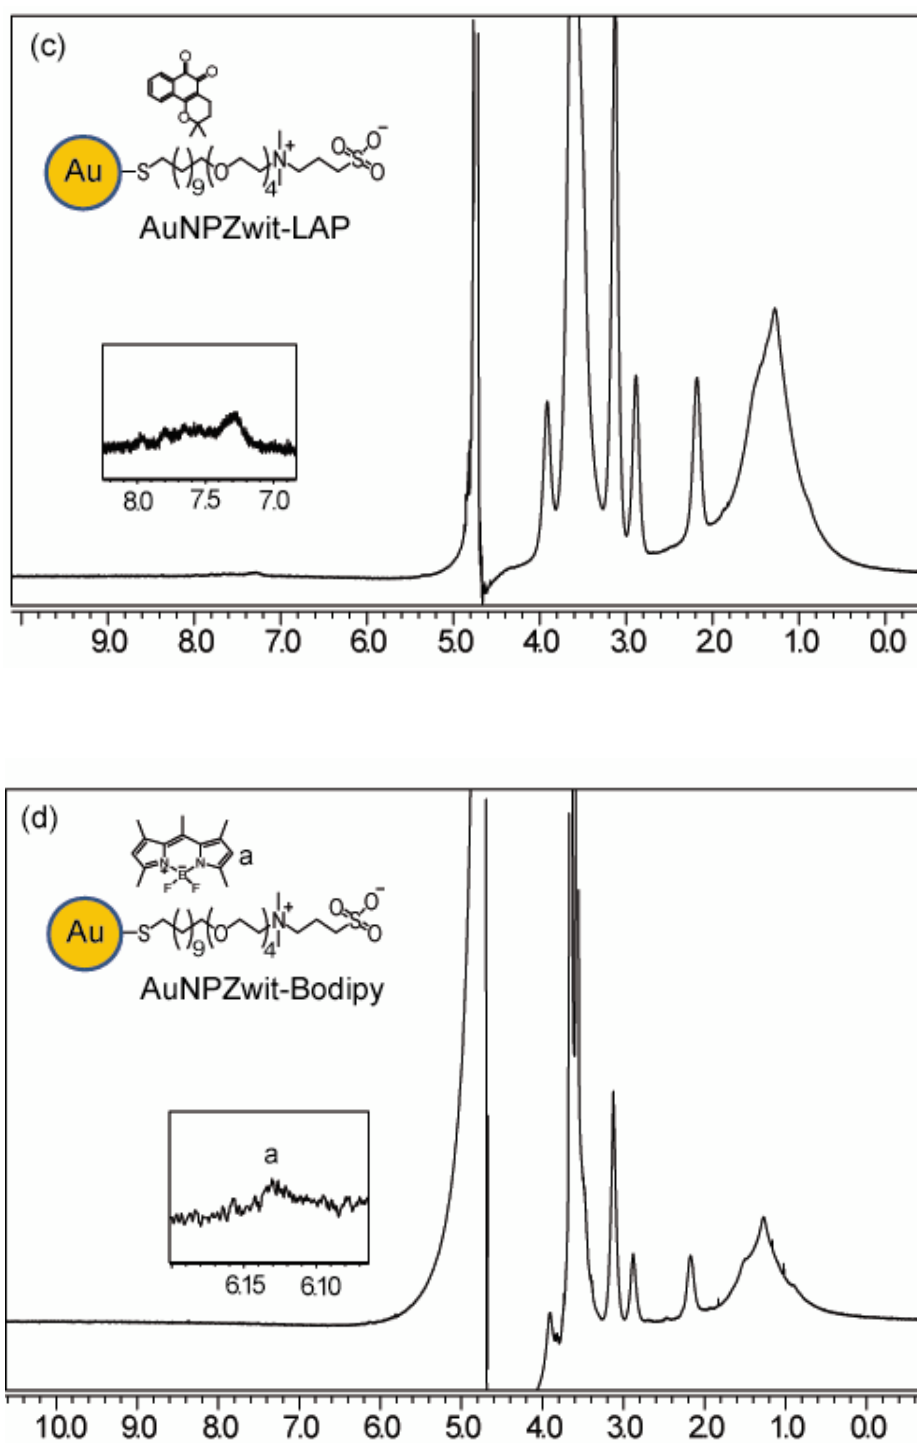 (c)
O
O
O
Au
S
( )9
(O
)4
N+
O
S
O−
O
AuNPZwit-LAP
8.0 7.5 7.0
9.0 8.0 7.0 6.0 5.0 4.0 3.0 2.0 1.0 0.0
(d)
a
N+ B− N
F F
Au
S
( )9
(O
)4
N+
O
S
O−
O
AuNPZwit-Bodipy
a
6.15 6.10
10.0 9.0 8.0 7.0 6.0 5.0 4.0 3.0 2.0 1.0 0.0